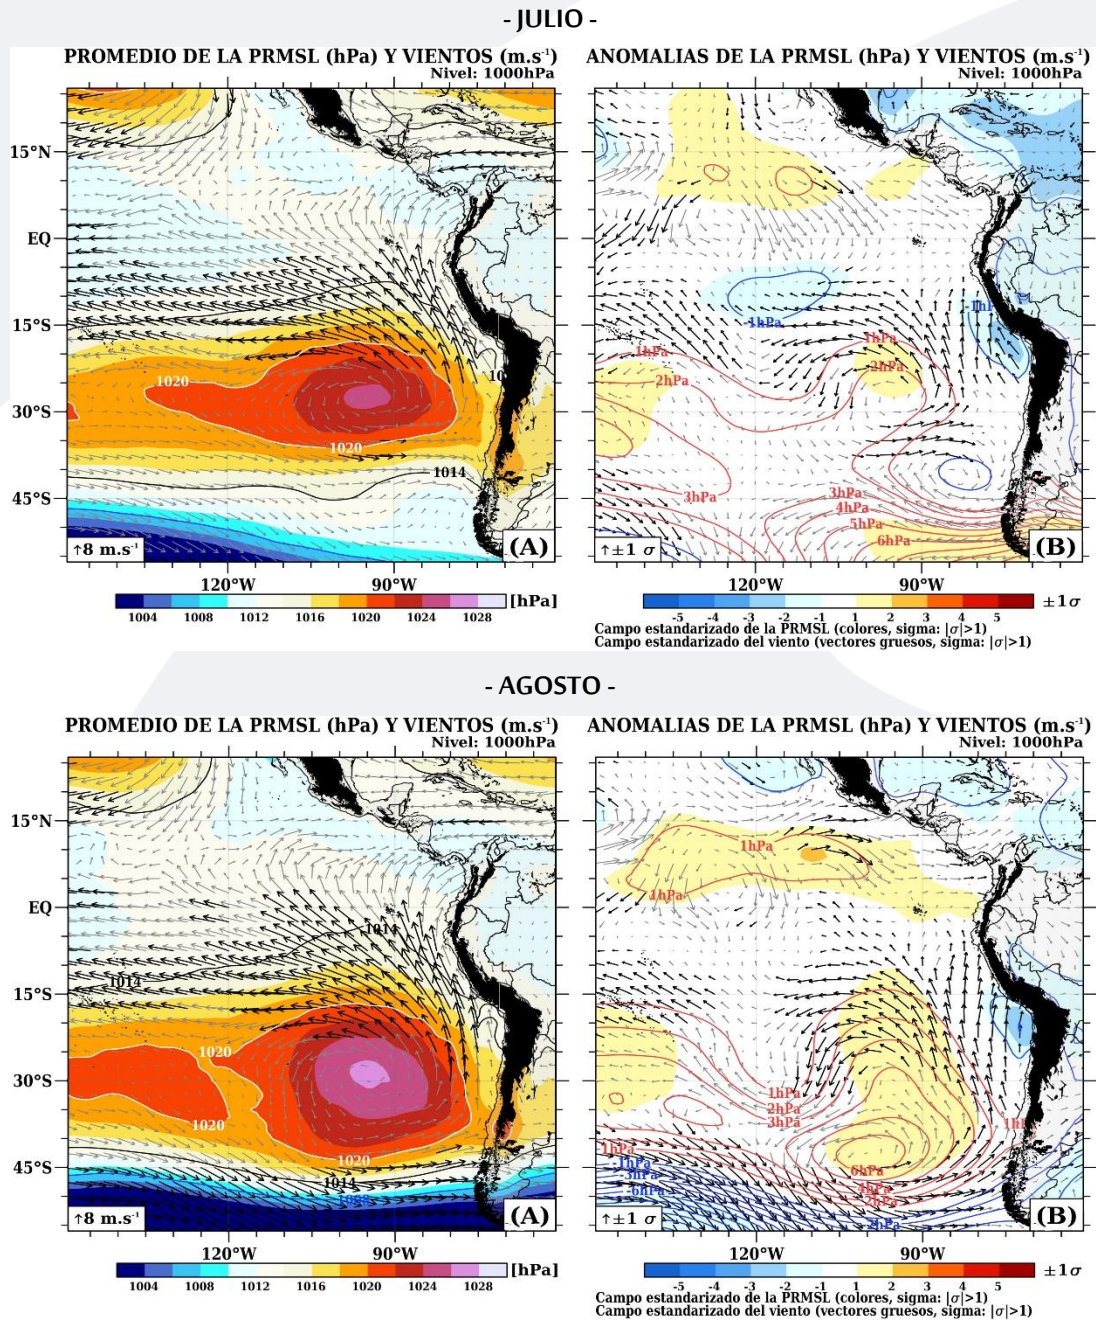 - JULIO -
PROMEDIO DE LA PRMSL (hPa) Y VIENTOS (m.s⁻¹)
Nivel: 1000hPa
15°N
EQ
15°S
30°S
45°S
1020
1020
1014
10
↑8 m.s⁻¹
(A)
120°W 90°W
1004 1008 1012 1016 1020 1024 1028 [hPa]
ANOMALIAS DE LA PRMSL (hPa) Y VIENTOS (m.s⁻¹)
Nivel: 1000hPa
1hPa
1hPa
1hPa
2hPa
2hPa
3hPa
3hPa
4hPa
5hPa
6hPa
↑±1 σ
(B)
120°W 90°W
-5 -4 -3 -2 -1 1 2 3 4 5 ±1σ
Campo estandarizado de la PRMSL (colores, sigma: |σ|>1)
Campo estandarizado del viento (vectores gruesos, sigma: |σ|>1)
- AGOSTO -
PROMEDIO DE LA PRMSL (hPa) Y VIENTOS (m.s⁻¹)
Nivel: 1000hPa
15°N
EQ
15°S
30°S
45°S
1014
1014
1020
1020
1020
1014
↑8 m.s⁻¹
(A)
120°W 90°W
1004 1008 1012 1016 1020 1024 1028 [hPa]
ANOMALIAS DE LA PRMSL (hPa) Y VIENTOS (m.s⁻¹)
Nivel: 1000hPa
1hPa
1hPa
1hPa
2hPa
3hPa
1hPa
-1hPa
-3hPa
-6hPa
6hPa
↑±1 σ
(B)
120°W 90°W
-5 -4 -3 -2 -1 1 2 3 4 5 ±1σ
Campo estandarizado de la PRMSL (colores, sigma: |σ|>1)
Campo estandarizado del viento (vectores gruesos, sigma: |σ|>1)